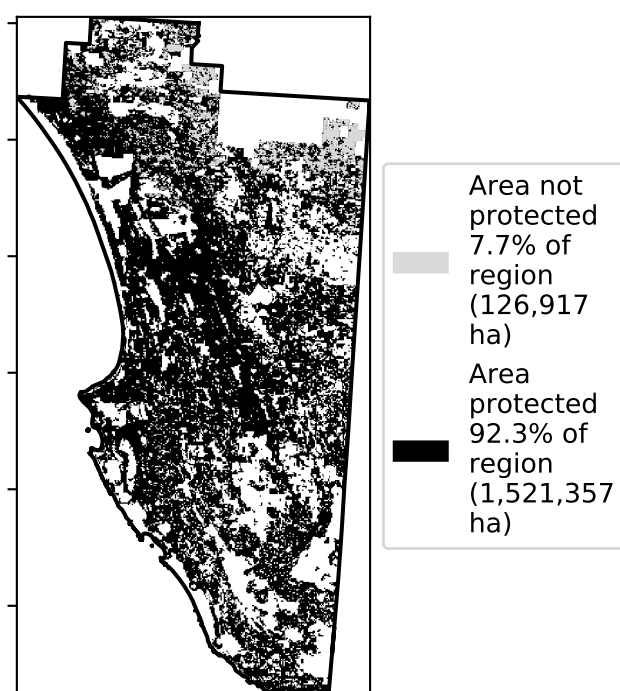 Area not
protected
7.7% of
region
(126,917
ha)
Area
protected
92.3% of
region
(1,521,357
ha)